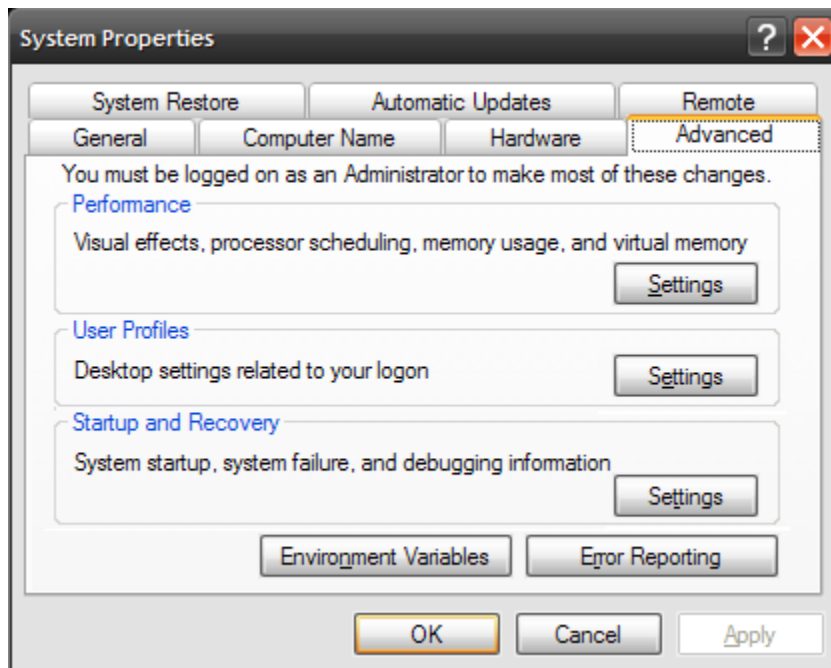 System Properties
?
System Restore Automatic Updates Remote
General Computer Name Hardware Advanced
You must be logged on as an Administrator to make most of these changes.
Performance
Visual effects, processor scheduling, memory usage, and virtual memory
Settings
User Profiles
Desktop settings related to your logon
Settings
Startup and Recovery
System startup, system failure, and debugging information
Settings
Environment Variables Error Reporting
OK Cancel Apply